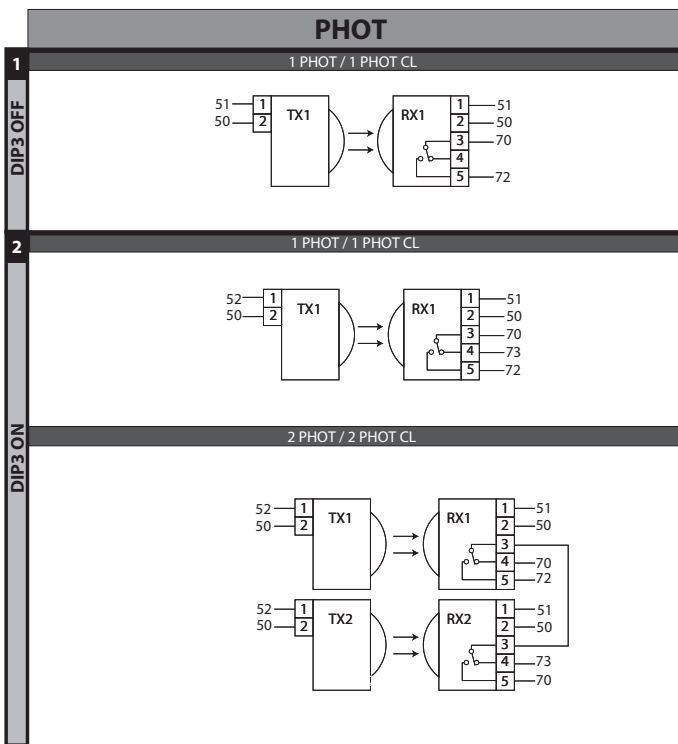 PHOT
1
1 PHOT / 1 PHOT CL
DIP3 OFF
51 1 TX1 RX1 1 51
50 2 2 50
3 70
4
5 72
2
1 PHOT / 1 PHOT CL
DIP3 ON
52 1 TX1 RX1 1 51
50 2 2 50
3 70
4 73
5 72
2 PHOT / 2 PHOT CL
52 1 TX1 RX1 1 51
50 2 2 50
3
4 70
5 72
52 1 TX2 RX2 1 51
50 2 2 50
3
4 73
5 70